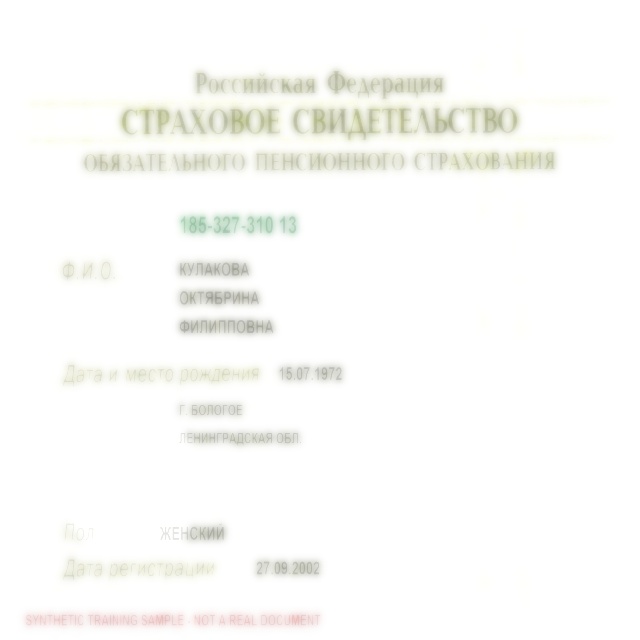 Российская Федерация
СТРАХОВОЕ СВИДЕТЕЛЬСТВО
ОБЯЗАТЕЛЬНОГО ПЕНСИОННОГО СТРАХОВАНИЯ
185-327-310 13
Ф.И.О. КУЛАКОВА
ОКТЯБРИНА
ФИЛИППОВНА
Дата и место рождения 15.07.1972
Г. БОЛОГОЕ
ЛЕНИНГРАДСКАЯ ОБЛ.
Пол ЖЕНСКИЙ
Дата регистрации 27.09.2002
SYNTHETIC TRAINING SAMPLE - NOT A REAL DOCUMENT